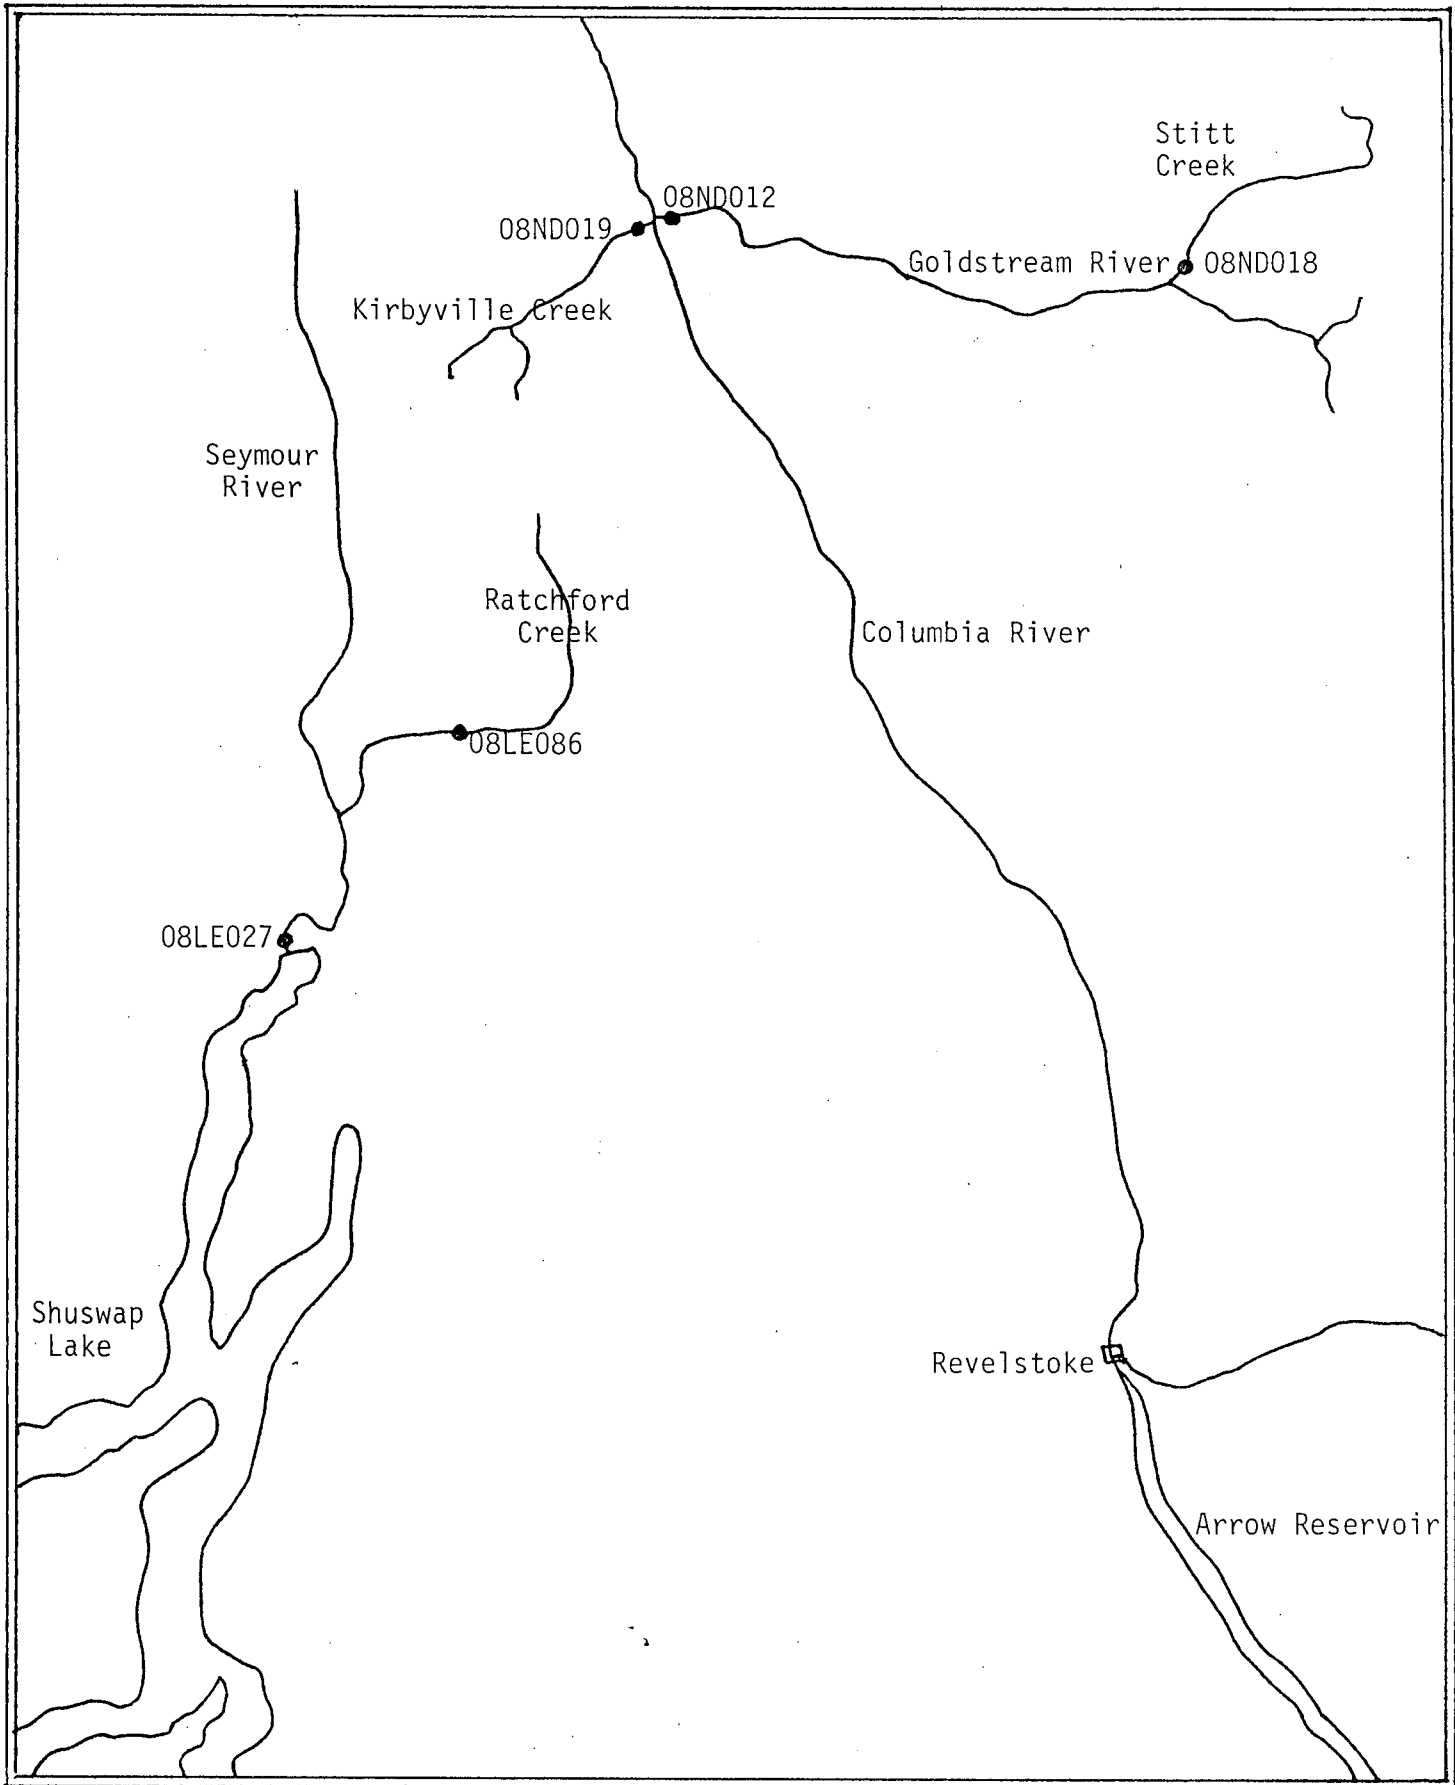 Stitt
Creek
08ND012
08ND019
Goldstream River
08ND018
Kirbyville Creek
Seymour
River
Ratchford
Creek
Columbia River
08LE086
08LE027
Shuswap
Lake
Revelstoke
Arrow Reservoir